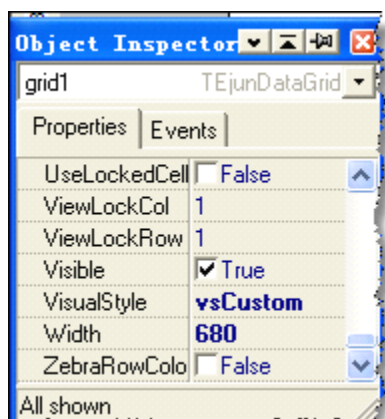 Object Inspector
grid1 TEjunDataGrid
Properties Events
UseLockedCell False
ViewLockCol 1
ViewLockRow 1
Visible True
VisualStyle vsCustom
Width 680
ZebraRowColo False
All shown